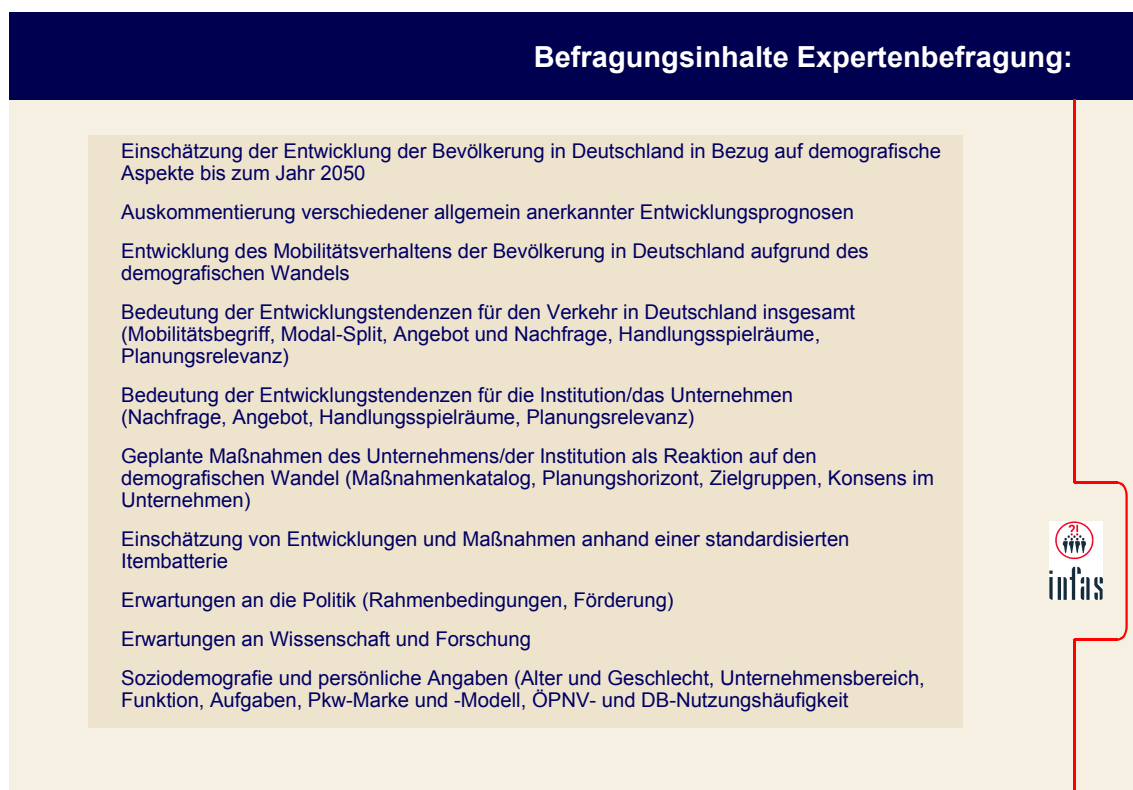 Befragungsinhalte Expertenbefragung:
Einschätzung der Entwicklung der Bevölkerung in Deutschland in Bezug auf demografische
Aspekte bis zum Jahr 2050
Auskommentierung verschiedener allgemein anerkannter Entwicklungsprognosen
Entwicklung des Mobilitätsverhaltens der Bevölkerung in Deutschland aufgrund des
demografischen Wandels
Bedeutung der Entwicklungstendenzen für den Verkehr in Deutschland insgesamt
(Mobilitätsbegriff, Modal-Split, Angebot und Nachfrage, Handlungsspielräume,
Planungsrelevanz)
Bedeutung der Entwicklungstendenzen für die Institution/das Unternehmen
(Nachfrage, Angebot, Handlungsspielräume, Planungsrelevanz)
Geplante Maßnahmen des Unternehmens/der Institution als Reaktion auf den
demografischen Wandel (Maßnahmenkatalog, Planungshorizont, Zielgruppen, Konsens im
Unternehmen)
Einschätzung von Entwicklungen und Maßnahmen anhand einer standardisierten
Itembatterie
Erwartungen an die Politik (Rahmenbedingungen, Förderung)
Erwartungen an Wissenschaft und Forschung
Soziodemografie und persönliche Angaben (Alter und Geschlecht, Unternehmensbereich,
Funktion, Aufgaben, Pkw-Marke und -Modell, ÖPNV- und DB-Nutzungshäufigkeit
?!
infas